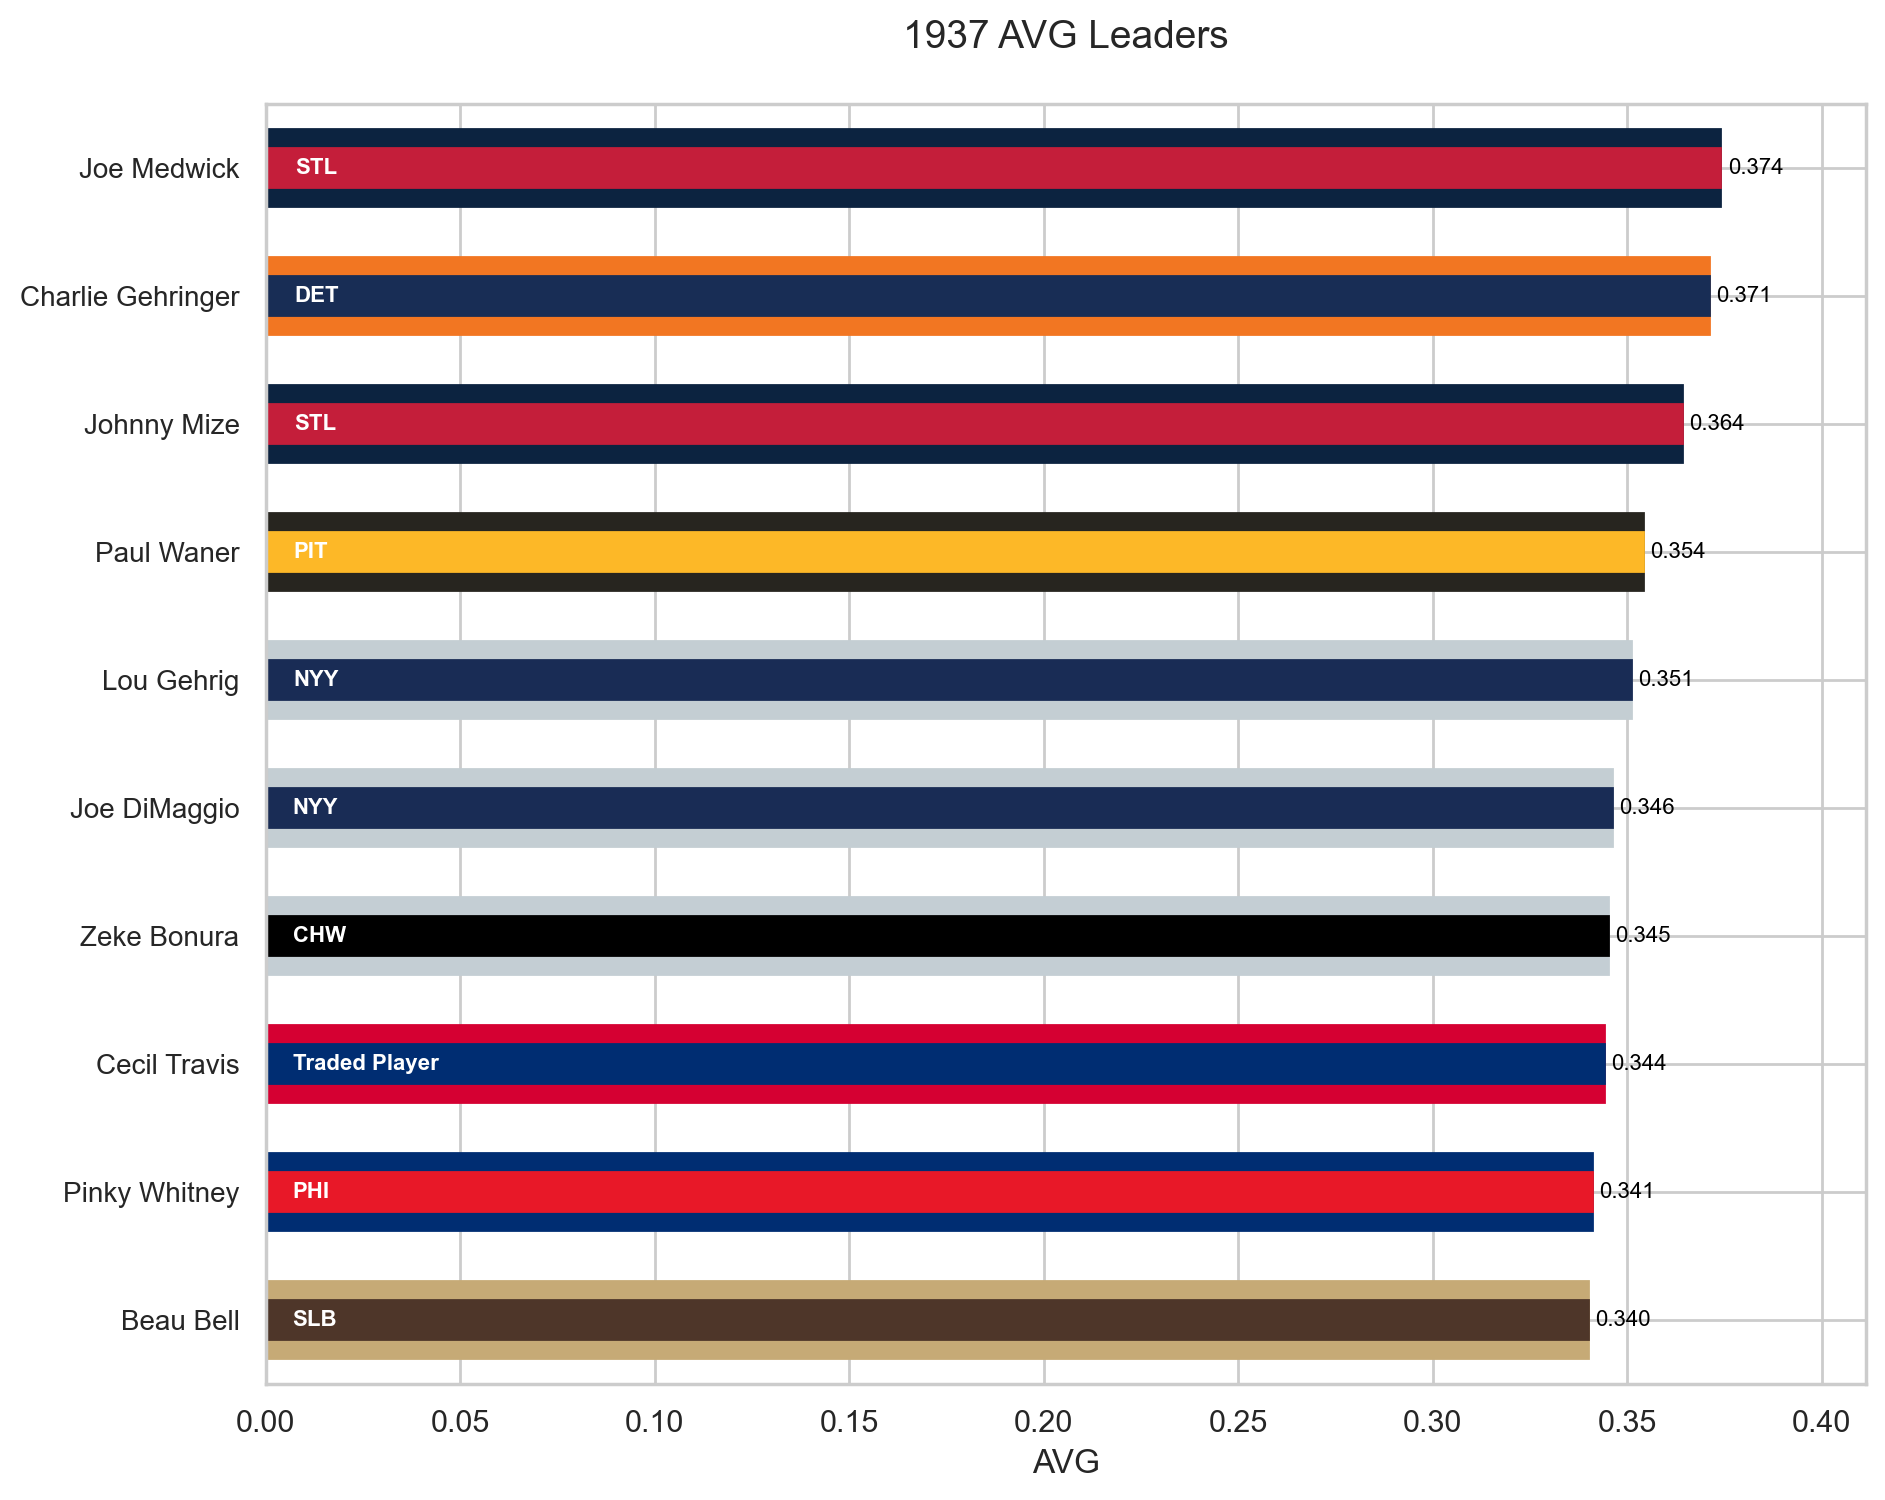 1937 AVG Leaders
Joe Medwick STL 0.374
Charlie Gehringer DET 0.371
Johnny Mize STL 0.364
Paul Waner PIT 0.354
Lou Gehrig NYY 0.351
Joe DiMaggio NYY 0.346
Zeke Bonura CHW 0.345
Cecil Travis Traded Player 0.344
Pinky Whitney PHI 0.341
Beau Bell SLB 0.340
0.00 0.05 0.10 0.15 0.20 0.25 0.30 0.35 0.40
AVG